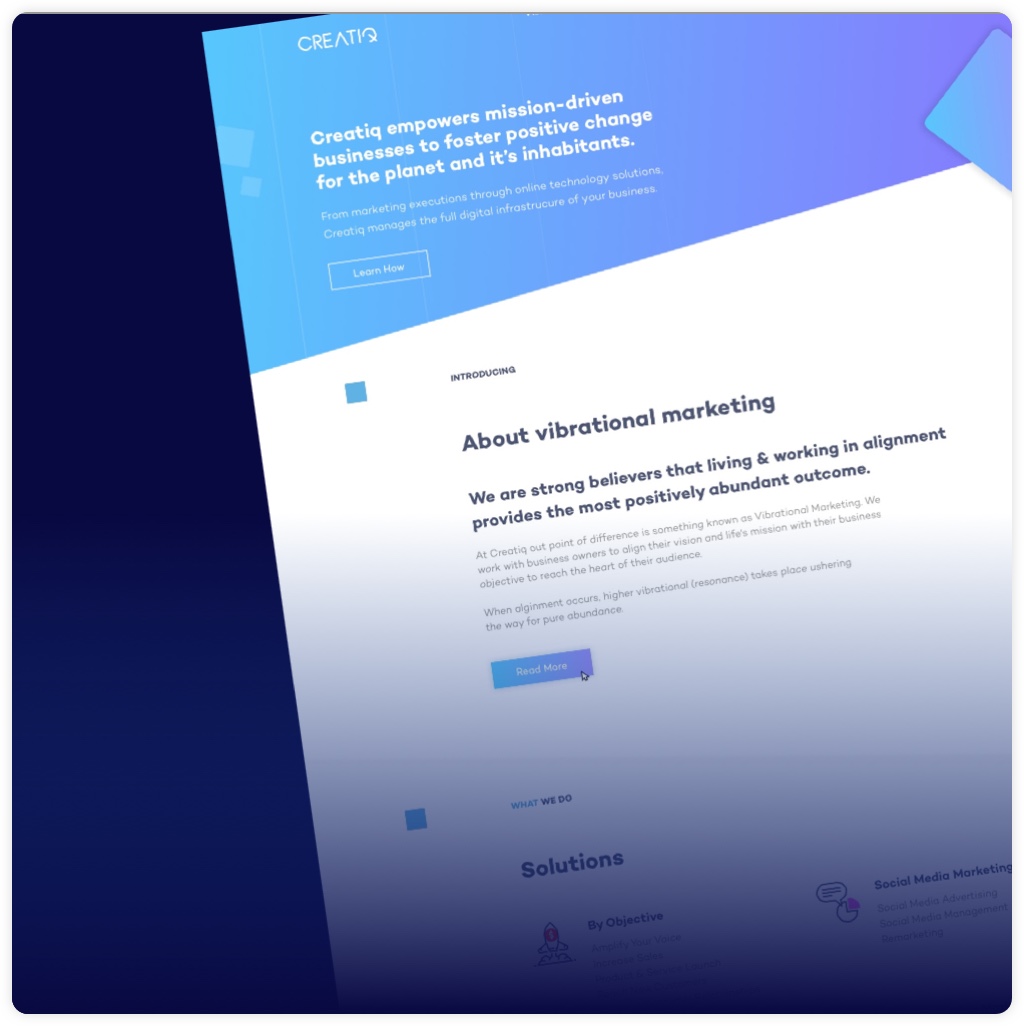 CREATIQ
Creatiq empowers mission-driven
businesses to foster positive change
for the planet and it's inhabitants.
From marketing executions through online technology solutions,
Creatiq manages the full digital infrastrucure of your business.
Learn How
INTRODUCING
About vibrational marketing
We are strong believers that living & working in alignment
provides the most positively abundant outcome.
At Creatiq out point of difference is something known as Vibrational Marketing. We
work with business owners to align their vision and life's mission with their business
objective to reach the heart of their audience.
When alginment occurs, higher vibrational (resonance) takes place ushering
the way for pure abundance.
Read More
WHAT WE DO
Solutions
By Objective
Amplify Your Voice
Increase Sales
Social Media Marketing
Social Media Advertising
Social Media Management
Remarketing